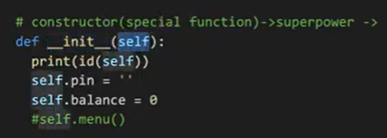 # constructor(special function)->superpower ->
def __init__(self):
print(id(self))
self.pin = ''
self.balance = 0
#self.menu()